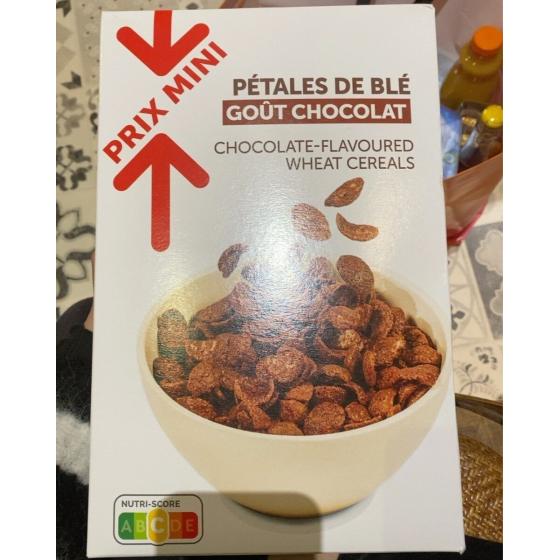 PRIX MINI
PÉTALES DE BLÉ
GOÛT CHOCOLAT
CHOCOLATE-FLAVOURED
WHEAT CEREALS
NUTRI-SCORE
A B C D E